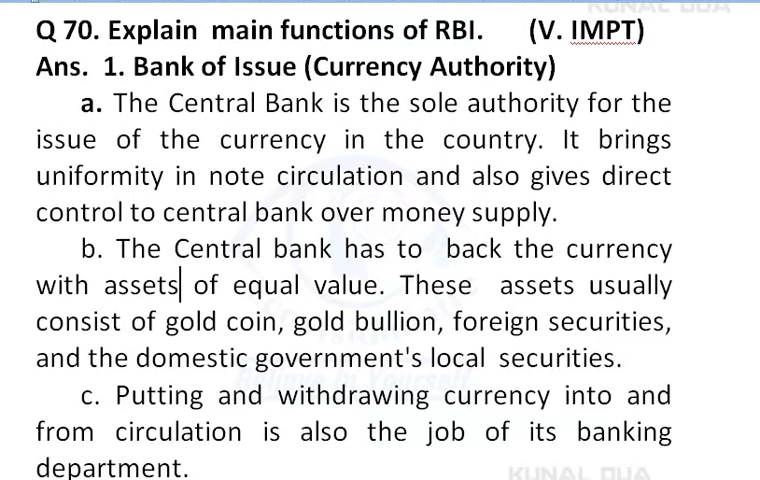 KUNAL DUA
Q 70. Explain main functions of RBI. (V. IMPT)
Ans. 1. Bank of Issue (Currency Authority)
a. The Central Bank is the sole authority for the
issue of the currency in the country. It brings
uniformity in note circulation and also gives direct
control to central bank over money supply.
b. The Central bank has to back the currency
with assets of equal value. These assets usually
consist of gold coin, gold bullion, foreign securities,
and the domestic government's local securities.
c. Putting and withdrawing currency into and
from circulation is also the job of its banking
department.
KUNAL DUA